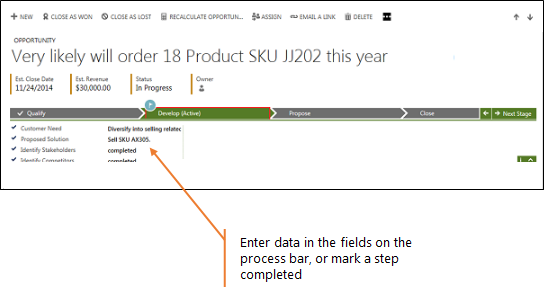 NEW CLOSE AS WON CLOSE AS LOST RECALCULATE OPPORTUN... ASSIGN EMAIL A LINK DELETE
OPPORTUNITY
Very likely will order 18 Product SKU JJ202 this year
Est. Close Date Est. Revenue Status Owner
11/24/2014 $30,000.00 In Progress
Qualify Develop (Active) Propose Close Next Stage
Customer Need Diversify into selling related
Proposed Solution Sell SKU AX305.
Identify Stakeholders completed
Identify Competitors completed
Enter data in the fields on the
process bar, or mark a step
completed